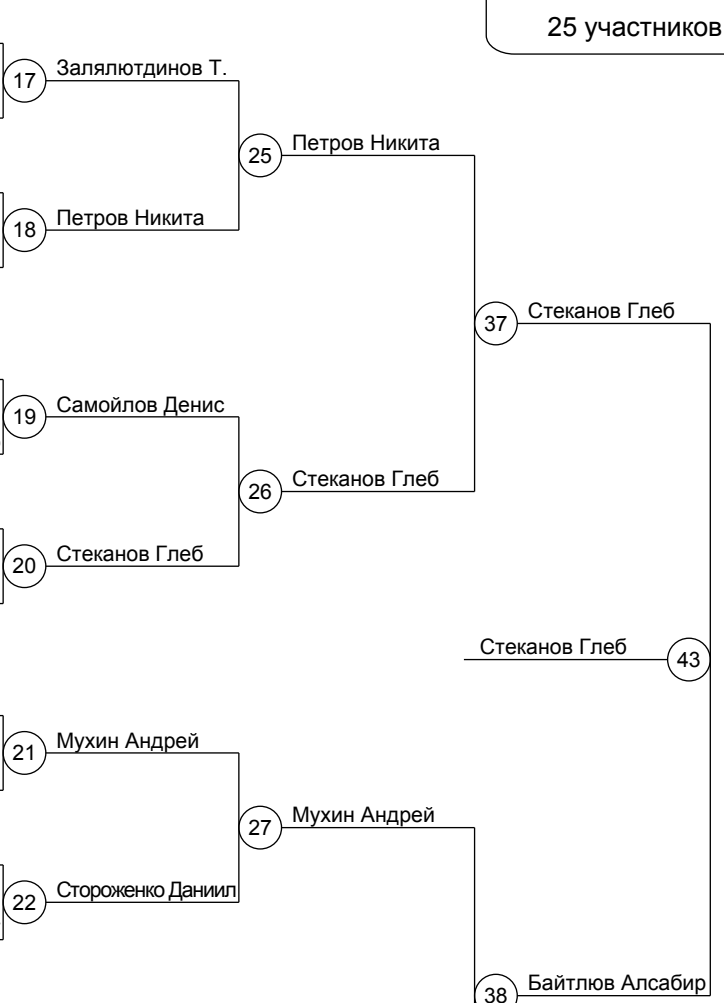 25 участников
17 Залялютдинов Т.
25 Петров Никита
18 Петров Никита
37 Стеканов Глеб
19 Самойлов Денис
26 Стеканов Глеб
20 Стеканов Глеб
Стеканов Глеб 43
21 Мухин Андрей
27 Мухин Андрей
22 Стороженко Даниил
38 Байтлюв Алсабир